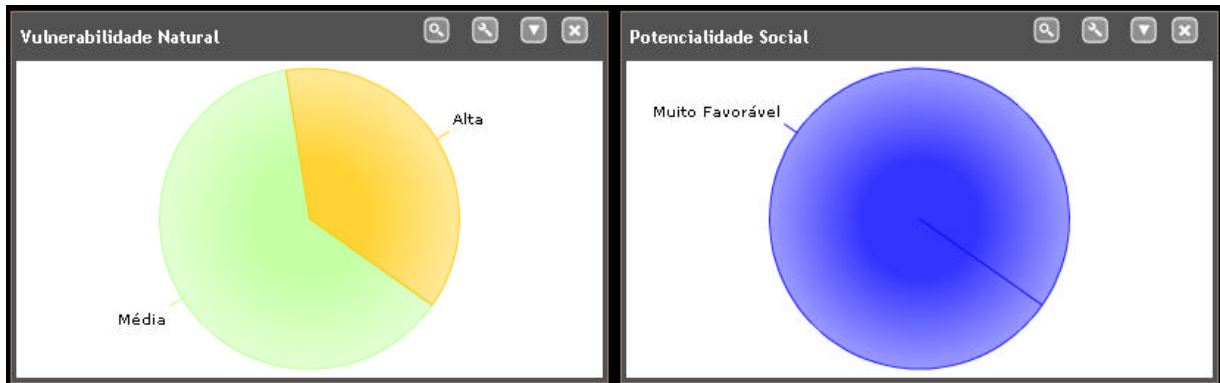 Vulnerabilidade Natural
Alta
Média
Potencialidade Social
Muito Favorável